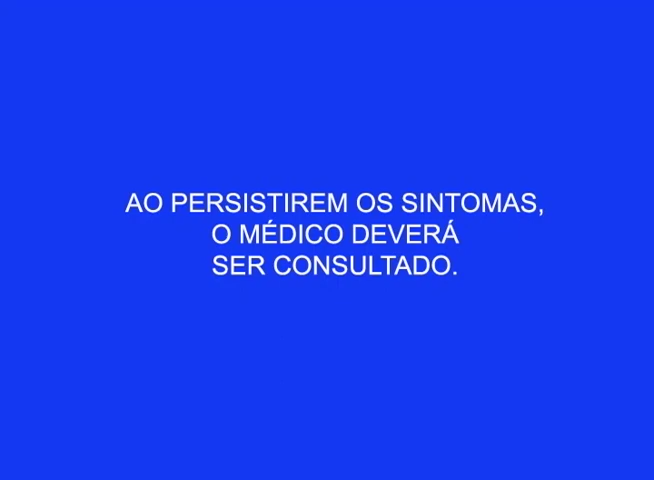 AO PERSISTIREM OS SINTOMAS,
O MÉDICO DEVERÁ
SER CONSULTADO.